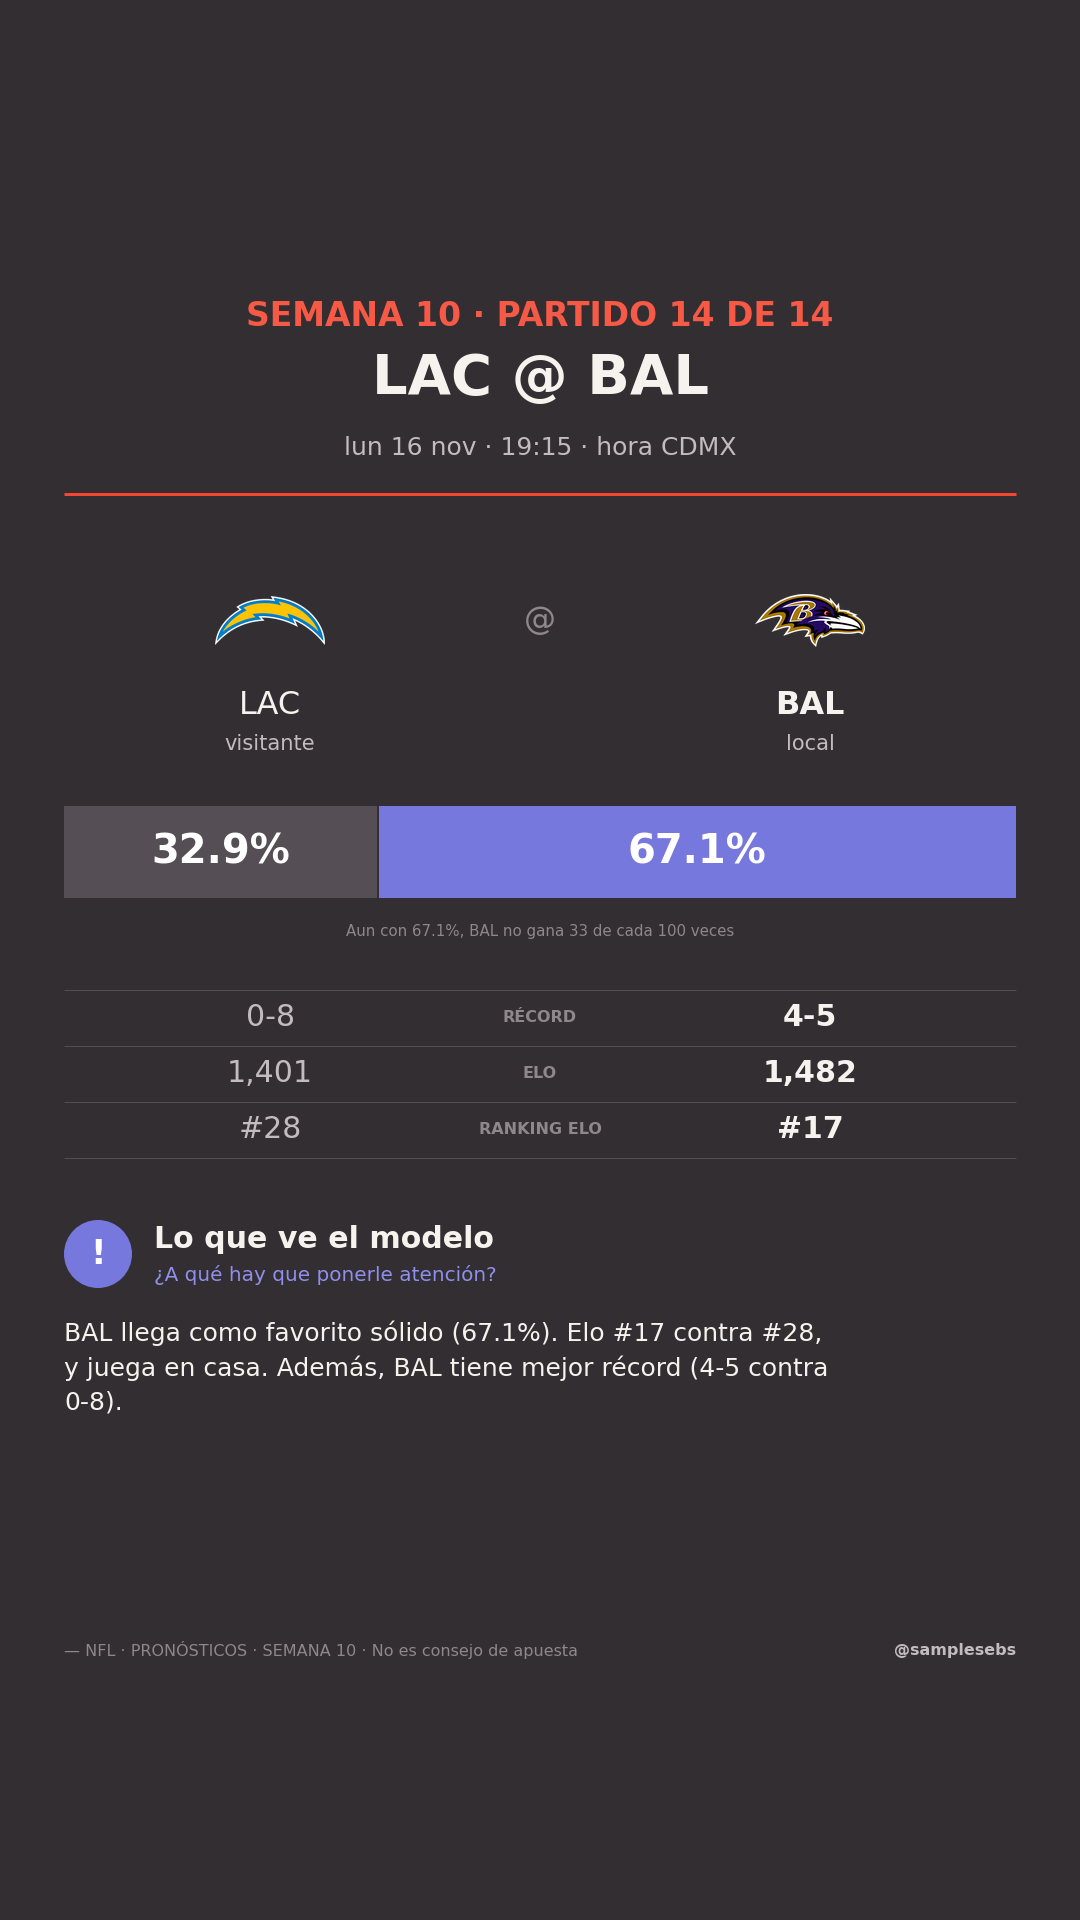 SEMANA 10 · PARTIDO 14 DE 14
LAC @ BAL
lun 16 nov · 19:15 · hora CDMX
@
LAC
BAL
visitante
local
32.9%
67.1%
Aun con 67.1%, BAL no gana 33 de cada 100 veces
0-8 RÉCORD 4-5
1,401 ELO 1,482
#28 RANKING ELO #17
!
Lo que ve el modelo
¿A qué hay que ponerle atención?
BAL llega como favorito sólido (67.1%). Elo #17 contra #28,
y juega en casa. Además, BAL tiene mejor récord (4-5 contra
0-8).
— NFL · PRONÓSTICOS · SEMANA 10 · No es consejo de apuesta
@samplesebs